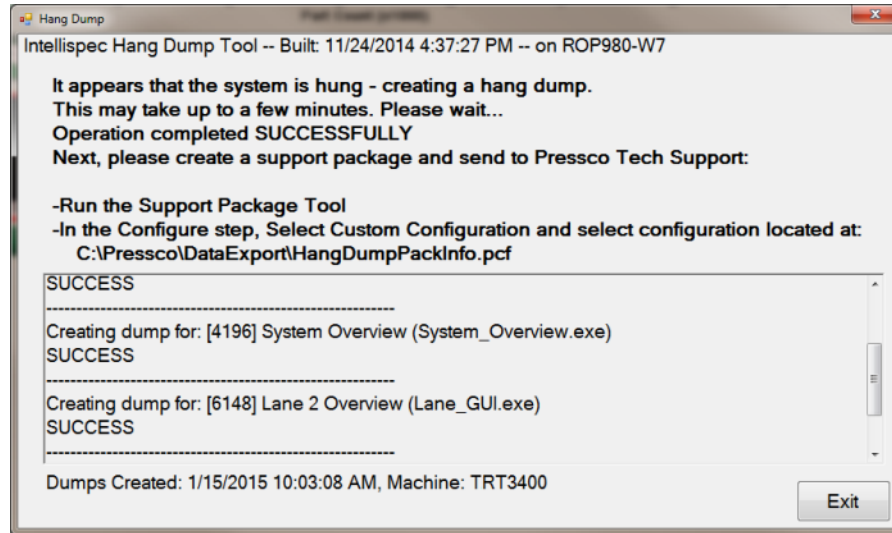 Part Count (x1000)
Hang Dump
Intellispec Hang Dump Tool -- Built: 11/24/2014 4:37:27 PM -- on ROP980-W7
It appears that the system is hung - creating a hang dump.
This may take up to a few minutes. Please wait...
Operation completed SUCCESSFULLY
Next, please create a support package and send to Pressco Tech Support:
-Run the Support Package Tool
-In the Configure step, Select Custom Configuration and select configuration located at:
C:\Pressco\DataExport\HangDumpPackInfo.pcf
SUCCESS
----------------------------------------------------------
Creating dump for: [4196] System Overview (System_Overview.exe)
SUCCESS
----------------------------------------------------------
Creating dump for: [6148] Lane 2 Overview (Lane_GUI.exe)
SUCCESS
----------------------------------------------------------
Dumps Created: 1/15/2015 10:03:08 AM, Machine: TRT3400
Exit